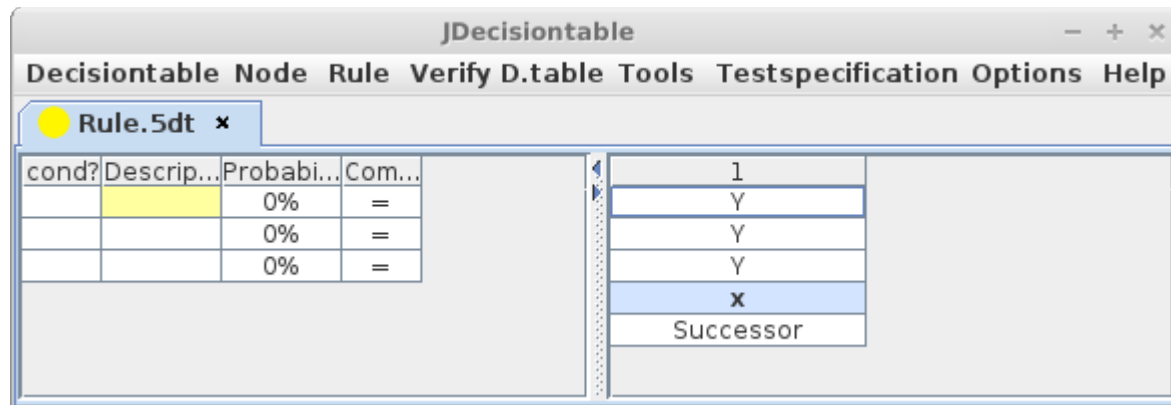 JDecisiontable
Decisiontable Node Rule Verify D.table Tools Testspecification Options Help
Rule.5dt ×
cond? Descrip... Probabi... Com... 1
0% = Y
0% = Y
0% = Y
x
Successor